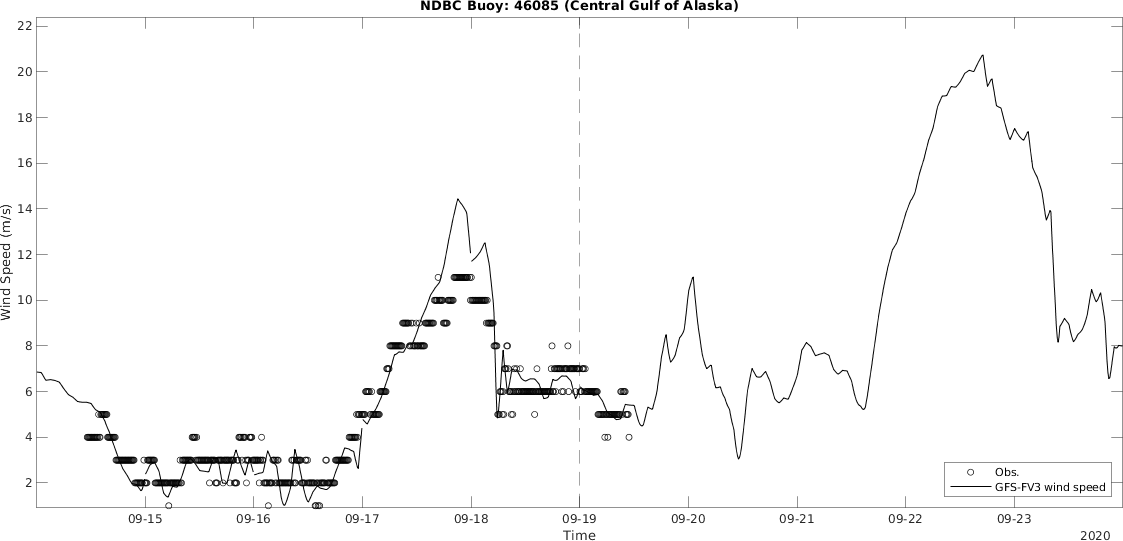 NDBC Buoy: 46085 (Central Gulf of Alaska)
22
20
18
16
14
12
10
8
6
4
2
Wind Speed (m/s)
09-15 09-16 09-17 09-18 09-19 09-20 09-21 09-22 09-23
Time
2020
Obs.
GFS-FV3 wind speed